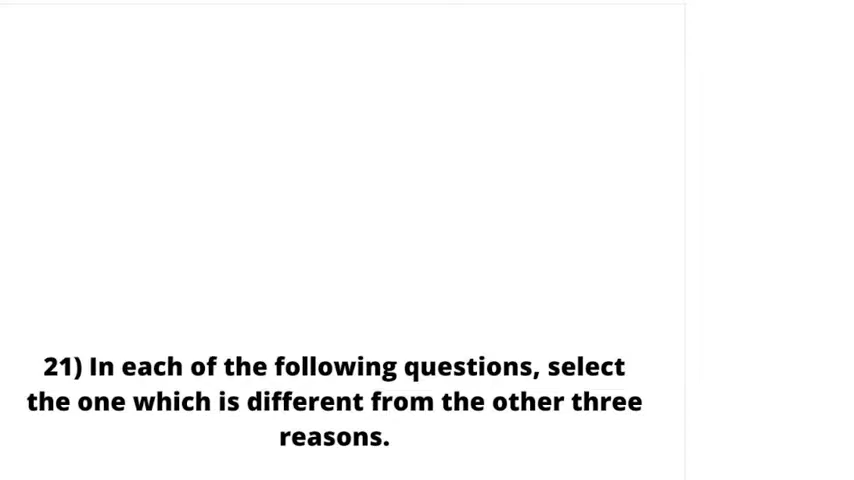 21) In each of the following questions, select
the one which is different from the other three
reasons.